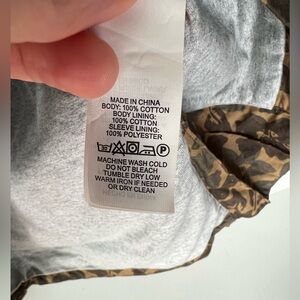 MADE IN CHINA
BODY: 100% COTTON
BODY LINING:
100% COTTON
SLEEVE LINING:
100% POLYESTER
P
MACHINE WASH COLD
DO NOT BLEACH
TUMBLE DRY LOW
WARM IRON IF NEEDED
OR DRY CLEAN